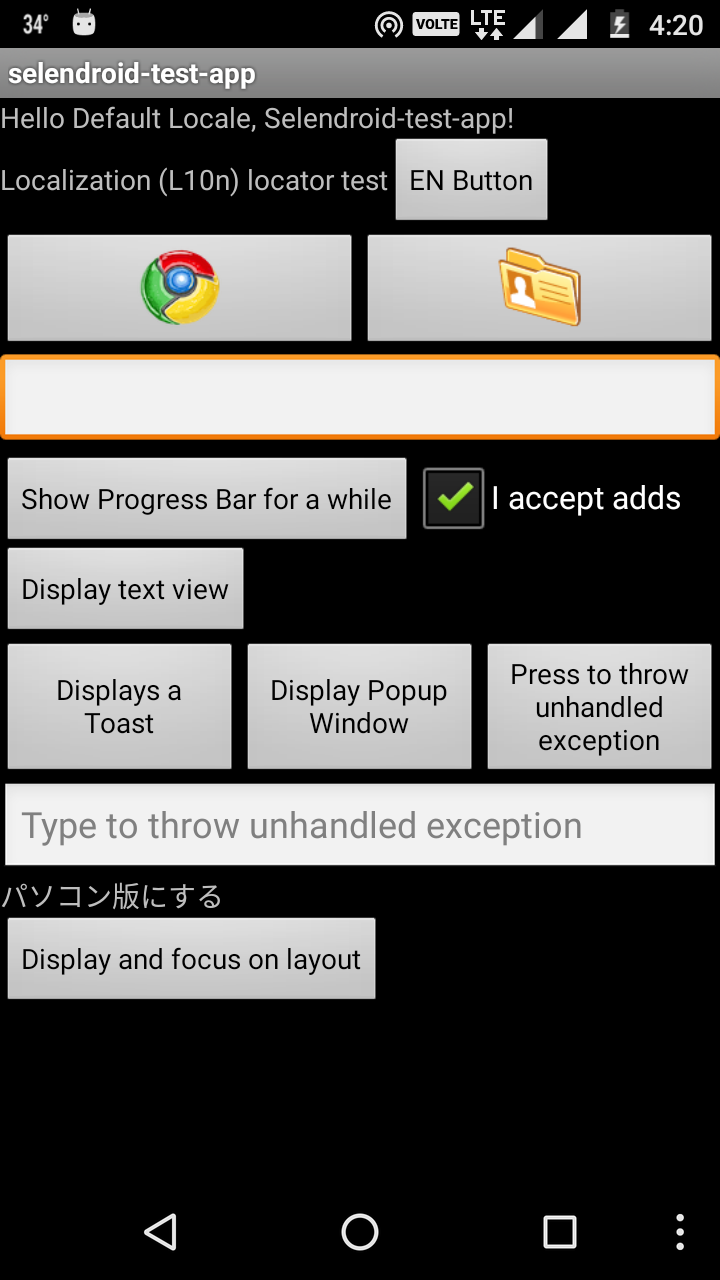 34°
VOLTE
LTE
4:20
selendroid-test-app
Hello Default Locale, Selendroid-test-app!
Localization (L10n) locator test
EN Button
Show Progress Bar for a while
I accept adds
Display text view
Displays a
Toast
Display Popup
Window
Press to throw
unhandled
exception
Type to throw unhandled exception
パソコン版にする
Display and focus on layout